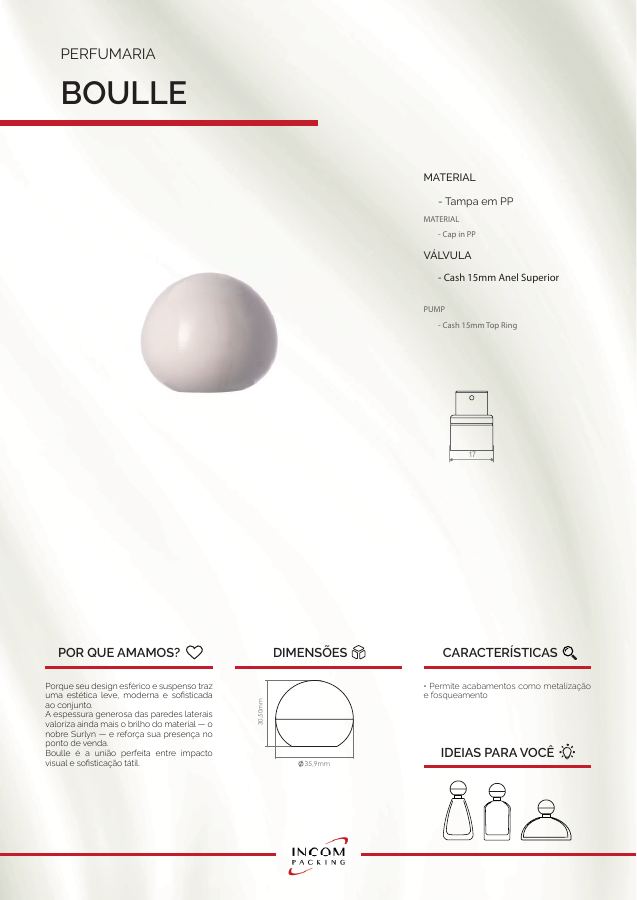 PERFUMARIA
BOULLE
MATERIAL
- Tampa em PP
MATERIAL
- Cap in PP
VÁLVULA
- Cash 15mm Anel Superior
PUMP
- Cash 15mm Top Ring
17
POR QUE AMAMOS?
Porque seu design esférico e suspenso traz
uma estética leve, moderna e sofisticada
ao conjunto.
A espessura generosa das paredes laterais
valoriza ainda mais o brilho do material — o
nobre Surlyn — e reforça sua presença no
ponto de venda.
Boulle é a união perfeita entre impacto
visual e sofisticação tátil.
DIMENSÕES
Ø35,9mm
CARACTERÍSTICAS
• Permite acabamentos como metalização
e fosqueamento
IDEIAS PARA VOCÊ
INCOM
PACKING